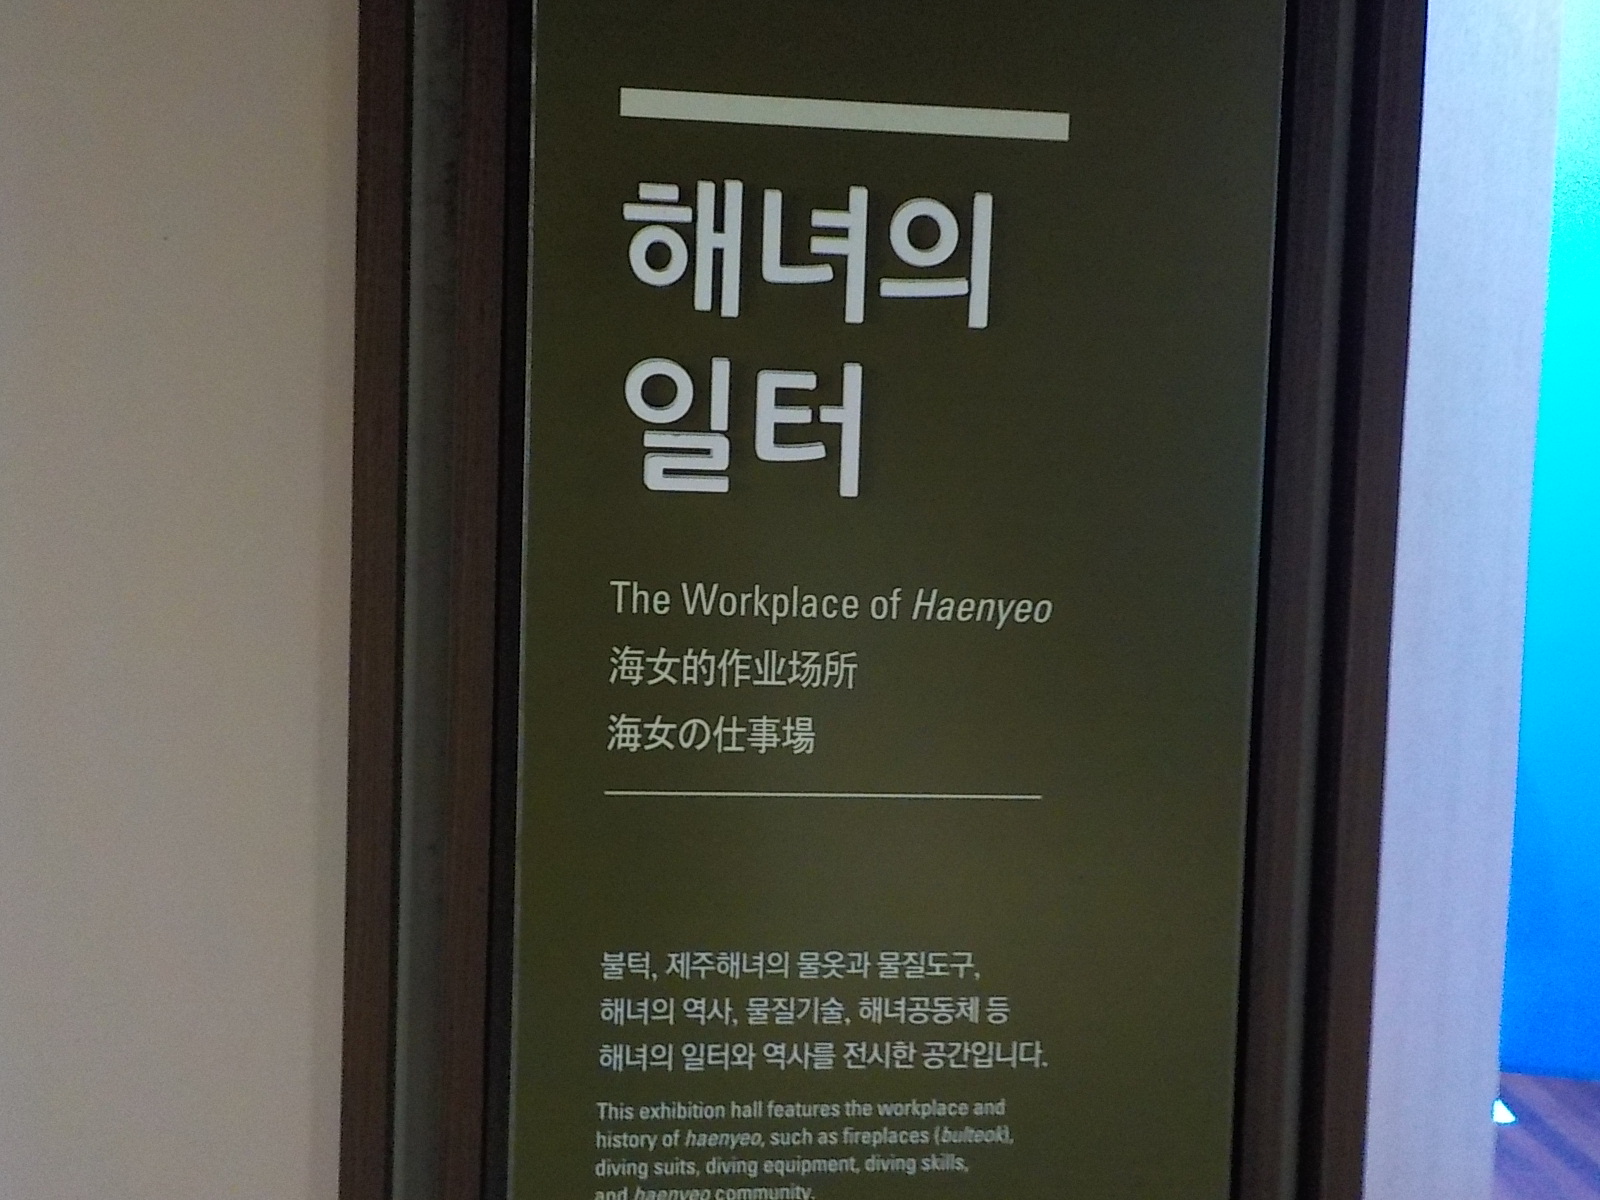 해녀의
일터
The Workplace of Haenyeo
海女的作业场所
海女の仕事場
불턱, 제주해녀의 물옷과 물질도구,
해녀의 역사, 물질기술, 해녀공동체 등
해녀의 일터와 역사를 전시한 공간입니다.
This exhibition hall features the workplace and
history of haenyeo, such as fireplaces (bulteok),
diving suits, diving equipment, diving skills,
and haenyeo community.